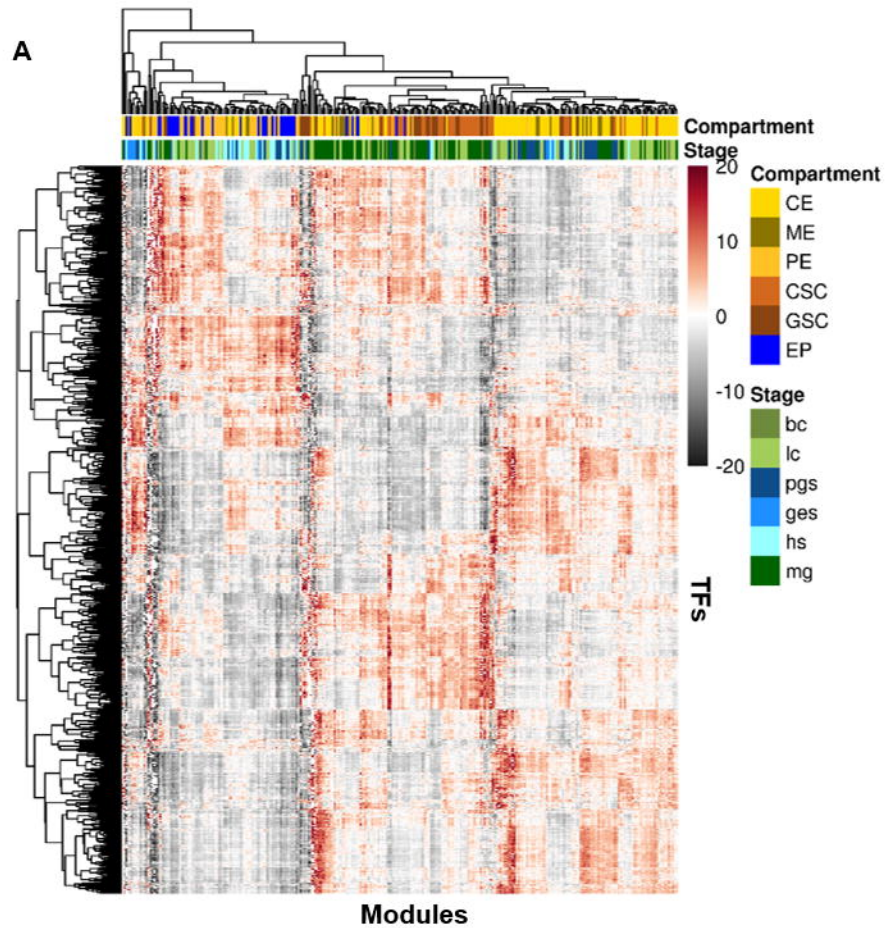 A
Compartment
Stage
20
10
0
-10
-20
Compartment
CE
ME
PE
CSC
GSC
EP
Stage
bc
lc
pgs
ges
hs
mg
TFs
Modules